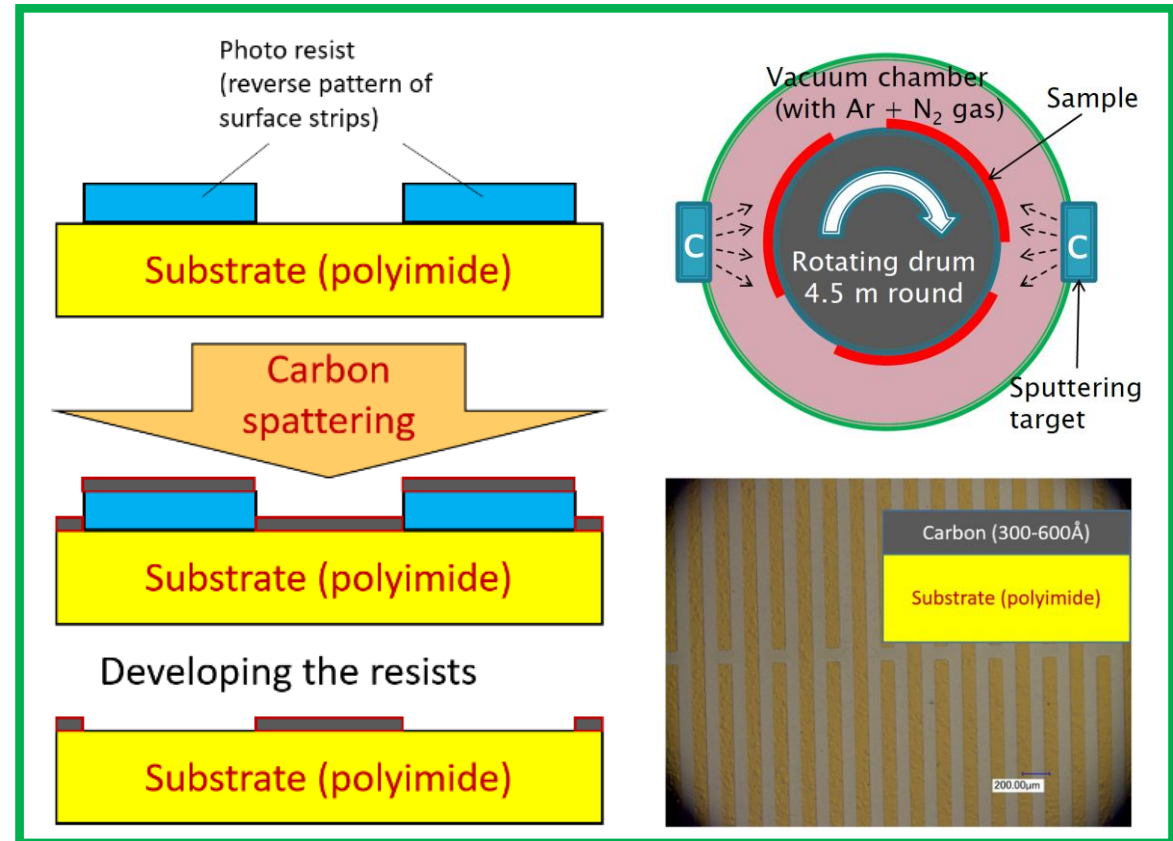 Photo resist
(reverse pattern of
surface strips)
Substrate (polyimide)
Carbon
spattering
Substrate (polyimide)
Developing the resists
Substrate (polyimide)
Vacuum chamber
(with Ar + N₂ gas)
Sample
C
C
Rotating drum
4.5 m round
Sputtering
target
Carbon (300-600Å)
Substrate (polyimide)
200.00μm